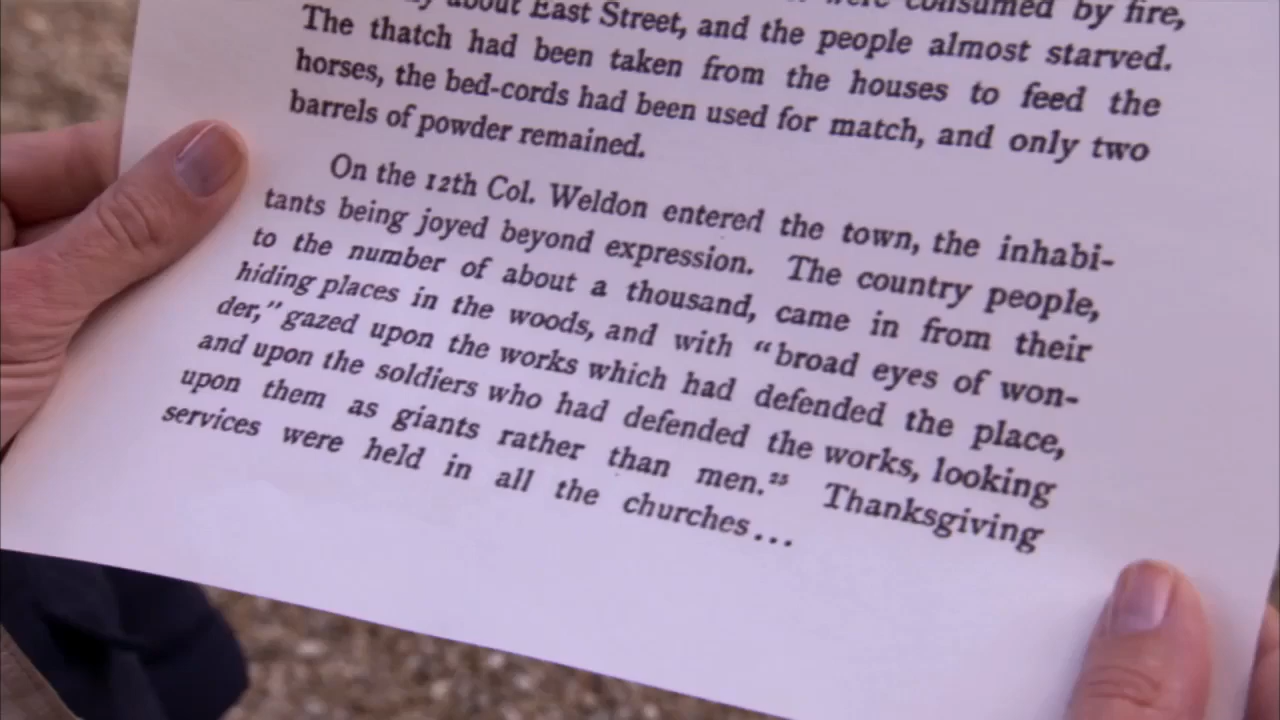 about East Street, and the people almost starved.
The thatch had been taken from the houses to feed the
horses, the bed-cords had been used for match, and only two
barrels of powder remained.
On the 12th Col. Weldon entered the town, the inhabi-
tants being joyed beyond expression. The country people,
to the number of about a thousand, came in from their
hiding places in the woods, and with “broad eyes of won-
der,” gazed upon the works which had defended the place,
and upon the soldiers who had defended the works, looking
upon them as giants rather than men.”²³ Thanksgiving
services were held in all the churches...